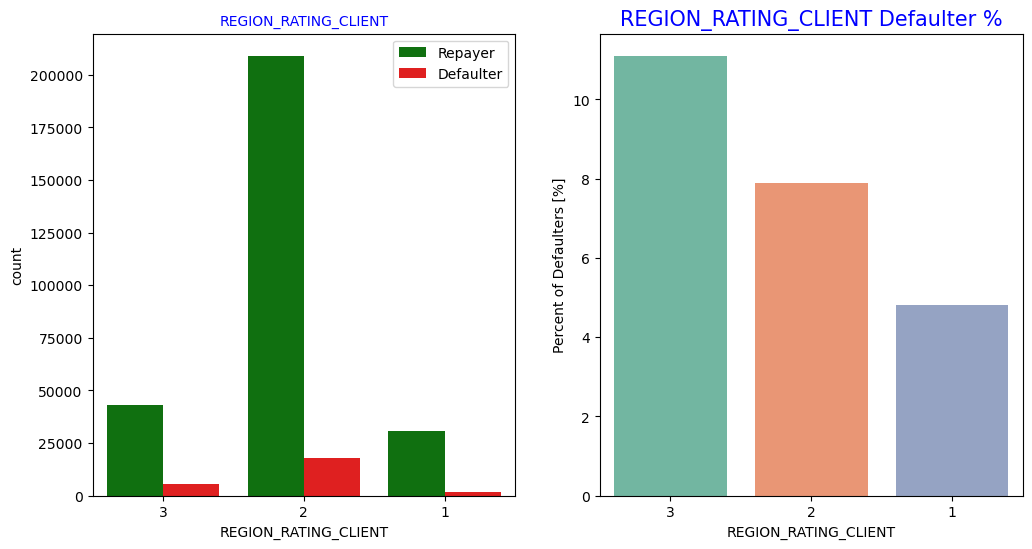 REGION_RATING_CLIENT
Repayer
Defaulter
200000
175000
150000
125000
100000
75000
50000
25000
0
count
3 2 1
REGION_RATING_CLIENT
REGION_RATING_CLIENT Defaulter %
10
8
6
4
2
0
Percent of Defaulters [%]
3 2 1
REGION_RATING_CLIENT